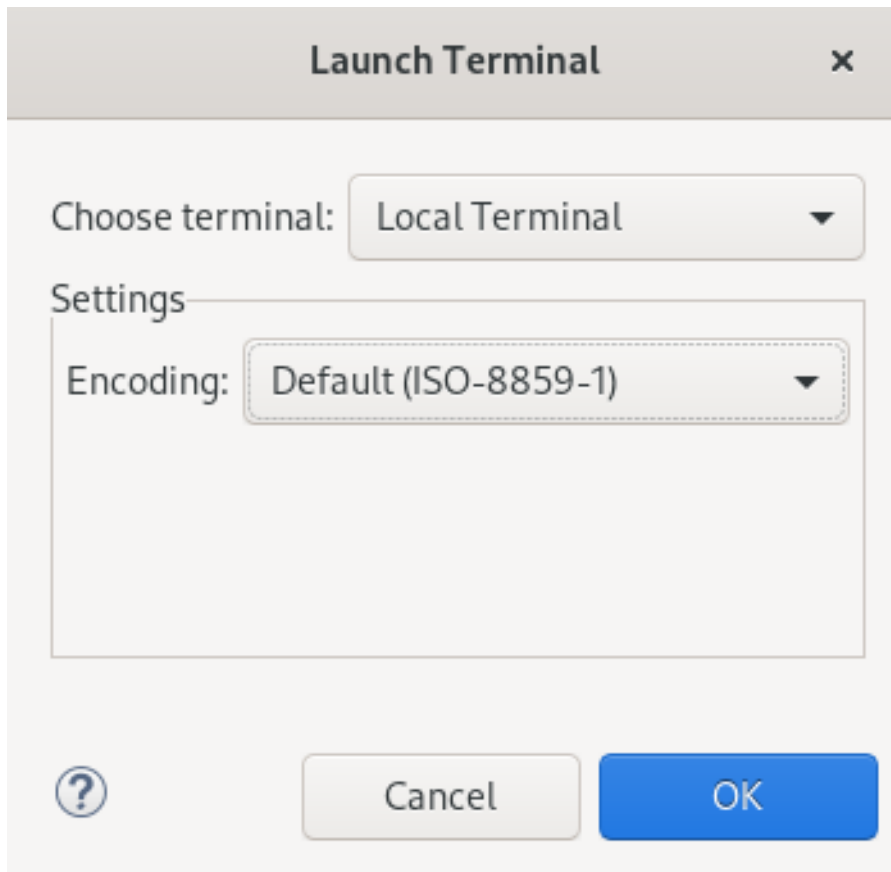 Launch Terminal ×
Choose terminal: Local Terminal
Settings
Encoding: Default (ISO-8859-1)
? Cancel OK